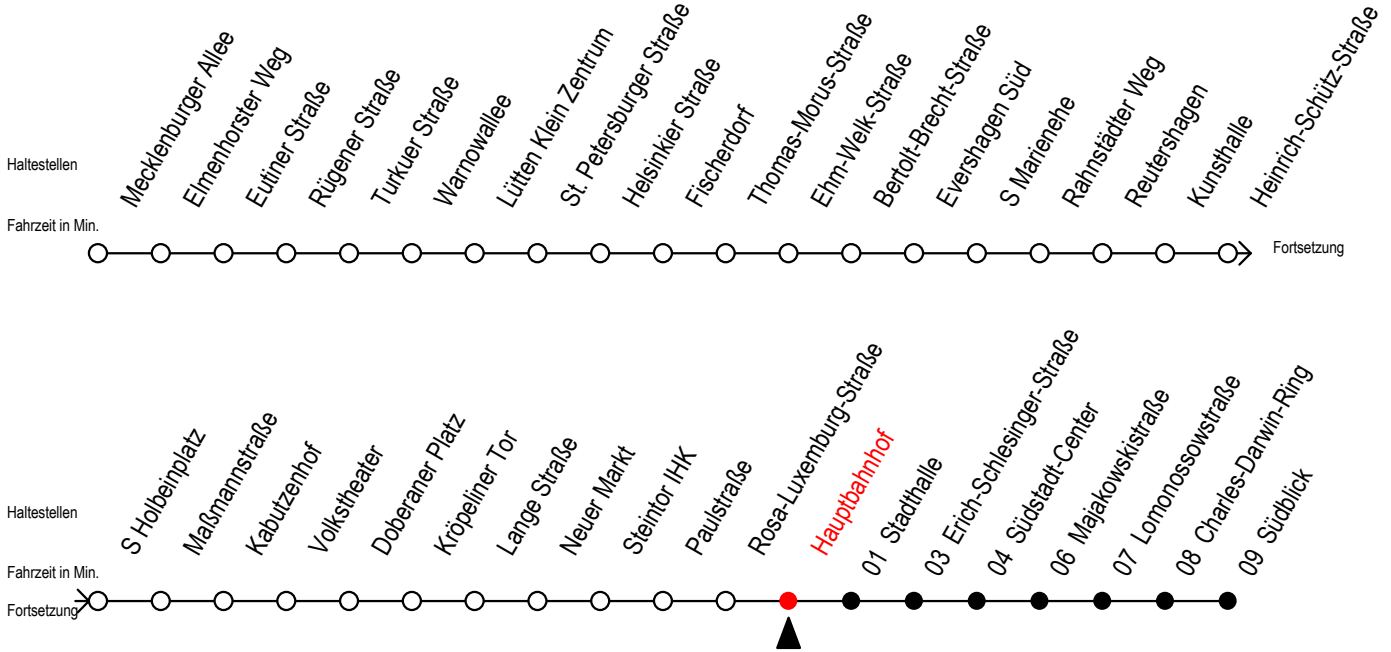 Haltestellen
Mecklenburger Allee
Elmenhorster Weg
Eutiner Straße
Rügener Straße
Turkuer Straße
Warnowallee
Lütten Klein Zentrum
St. Petersburger Straße
Helsinkier Straße
Fischerdorf
Thomas-Morus-Straße
Ehm-Welk-Straße
Bertolt-Brecht-Straße
Evershagen Süd
S Marienehe
Rahnstädter Weg
Reutershagen
Kunsthalle
Heinrich-Schütz-Straße
Fahrzeit in Min.
Fortsetzung
Haltestellen
S Holbeinplatz
Maßmannstraße
Kabutzenhof
Volkstheater
Doberaner Platz
Kröpeliner Tor
Lange Straße
Neuer Markt
Steintor IHK
Paulstraße
Rosa-Luxemburg-Straße
Hauptbahnhof
01 Stadthalle
03 Erich-Schlesinger-Straße
04 Südstadt-Center
06 Majakowskistraße
07 Lomonossowstraße
08 Charles-Darwin-Ring
09 Südblick
Fahrzeit in Min.
Fortsetzung